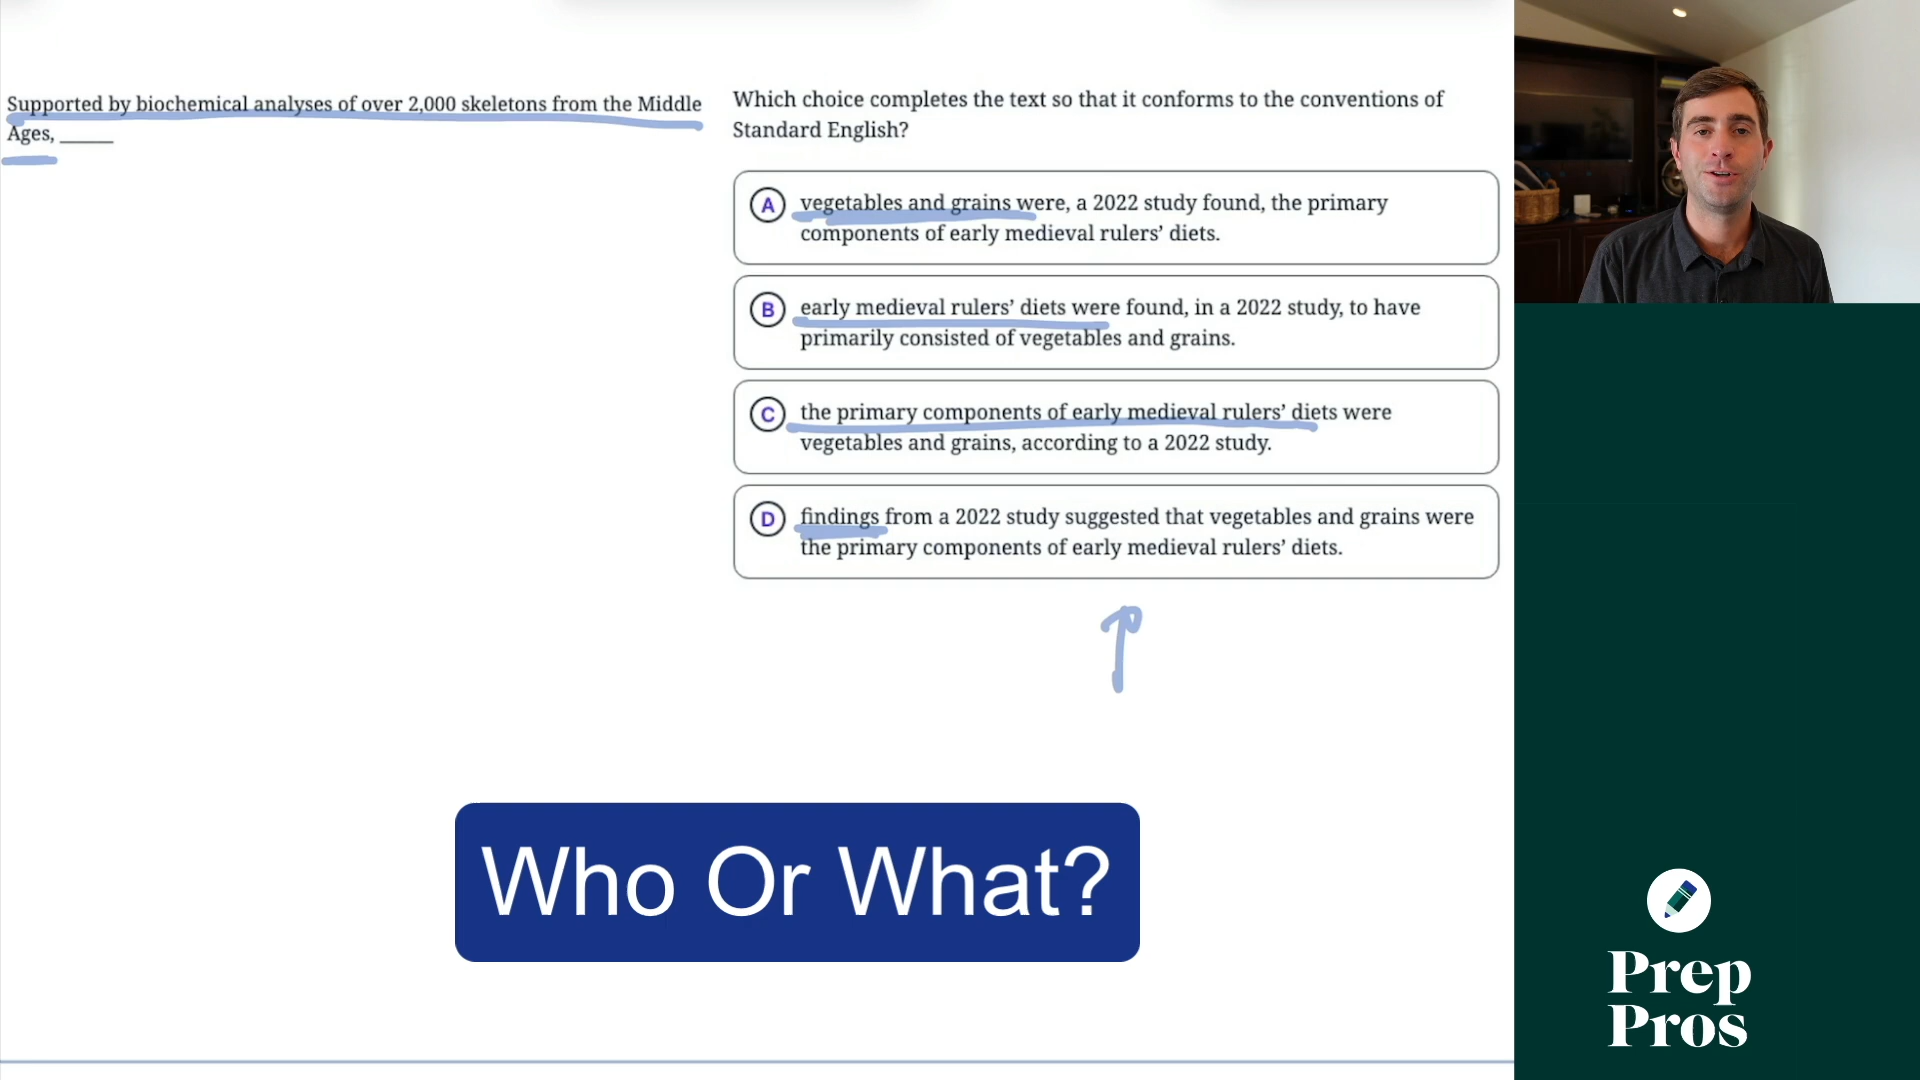 Supported by biochemical analyses of over 2,000 skeletons from the Middle
Ages, ______
Which choice completes the text so that it conforms to the conventions of
Standard English?
A vegetables and grains were, a 2022 study found, the primary
components of early medieval rulers’ diets.
B early medieval rulers’ diets were found, in a 2022 study, to have
primarily consisted of vegetables and grains.
C the primary components of early medieval rulers’ diets were
vegetables and grains, according to a 2022 study.
D findings from a 2022 study suggested that vegetables and grains were
the primary components of early medieval rulers’ diets.
Who Or What?
Prep
Pros